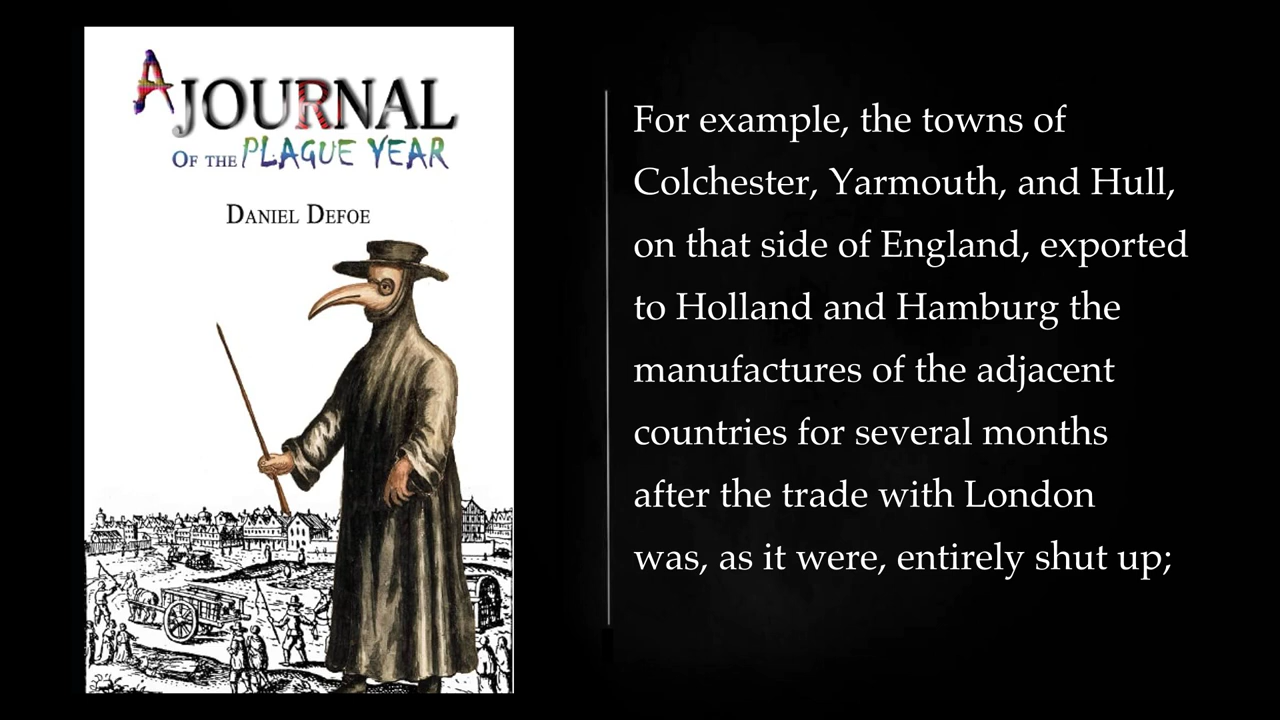 A JOURNAL
OF THE PLAGUE YEAR
DANIEL DEFOE
For example, the towns of
Colchester, Yarmouth, and Hull,
on that side of England, exported
to Holland and Hamburg the
manufactures of the adjacent
countries for several months
after the trade with London
was, as it were, entirely shut up;